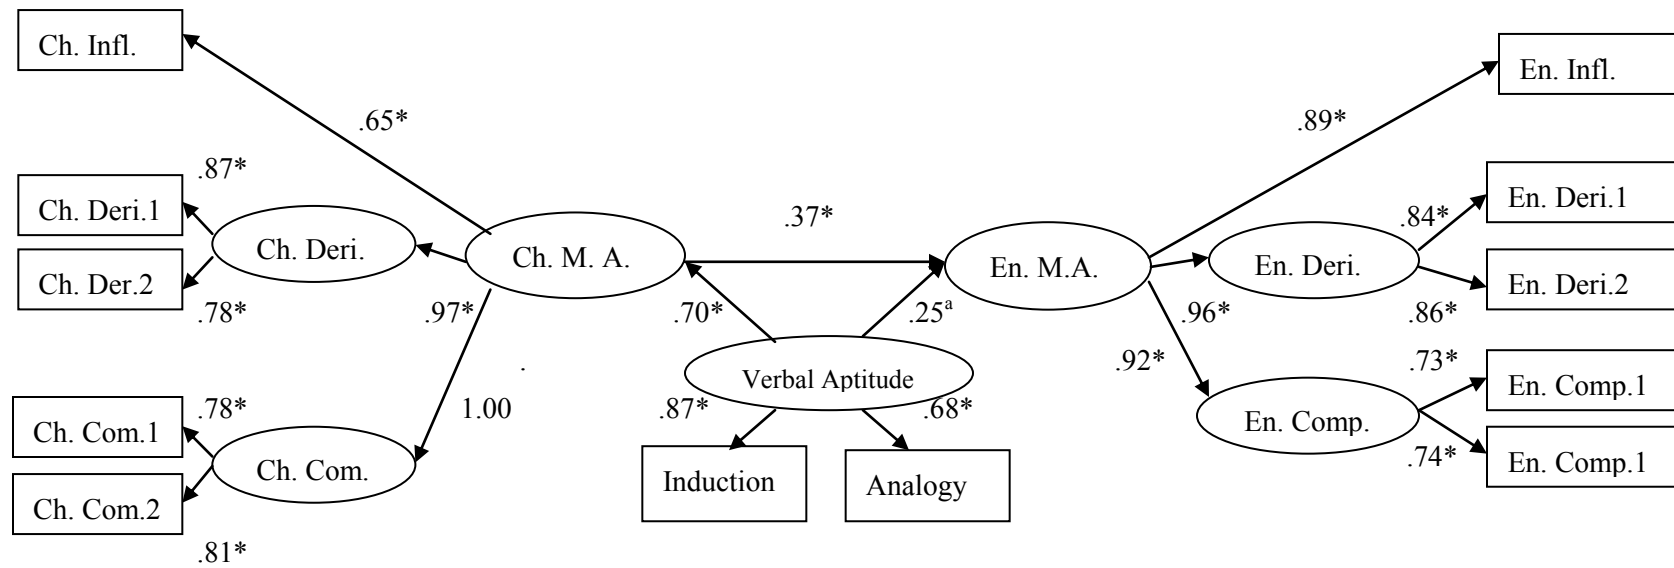 Ch. Infl.
En. Infl.
.65*
.89*
.87*
Ch. Deri.1
En. Deri.1
.84*
.37*
Ch. Deri.
Ch. M. A.
En. M.A.
En. Deri.
Ch. Der.2
En. Deri.2
.78*
.97*
.70*
.25ᵃ
.96*
.86*
.
.92*
.73*
Verbal Aptitude
En. Comp.1
.78*
1.00
.87*
.68*
En. Comp.
Ch. Com.1
.74*
En. Comp.1
Ch. Com.
Induction
Analogy
Ch. Com.2
.81*